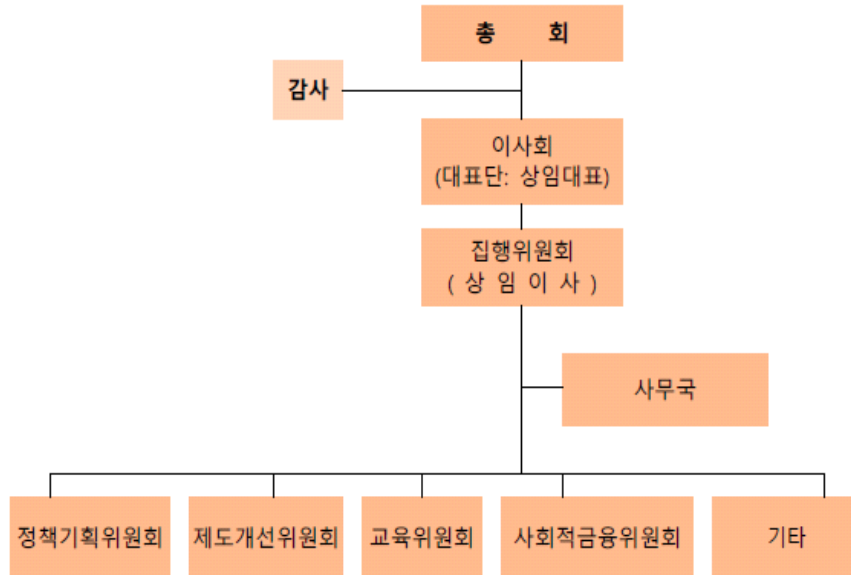 총 회
감사
이사회
(대표단: 상임대표)
집행위원회
( 상 임 이 사 )
사무국
정책기획위원회
제도개선위원회
교육위원회
사회적금융위원회
기타